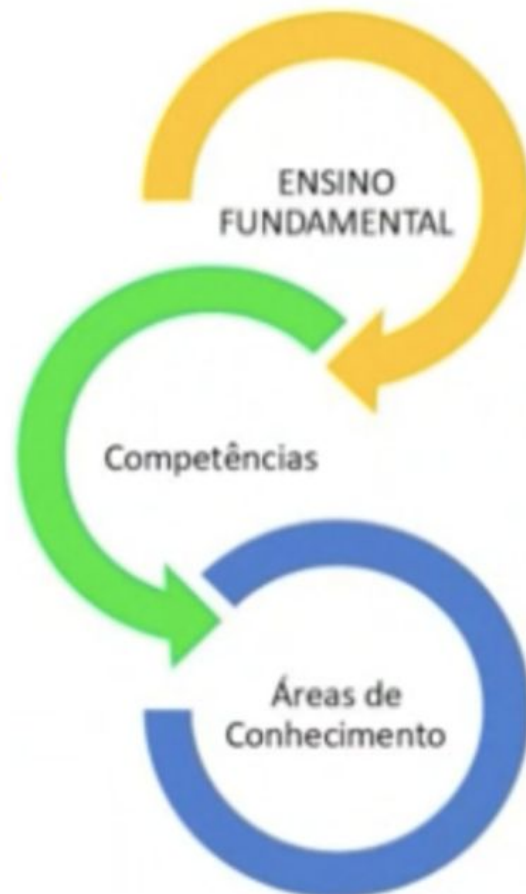 ENSINO
FUNDAMENTAL
Competências
Áreas de
Conhecimento